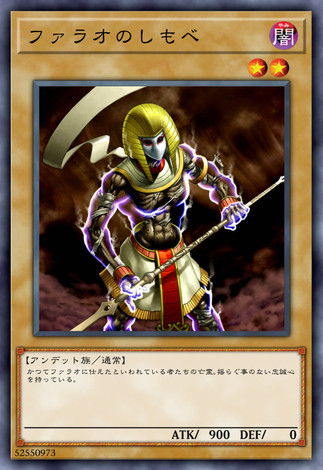 ファラオのしもべ
やみ
闇
【アンデット族／通常】
かつてファラオに仕えたといわれている者たちの亡霊。揺らぐ事のない忠誠心
を持っている。
ATK/ 900 DEF/ 0
52550973